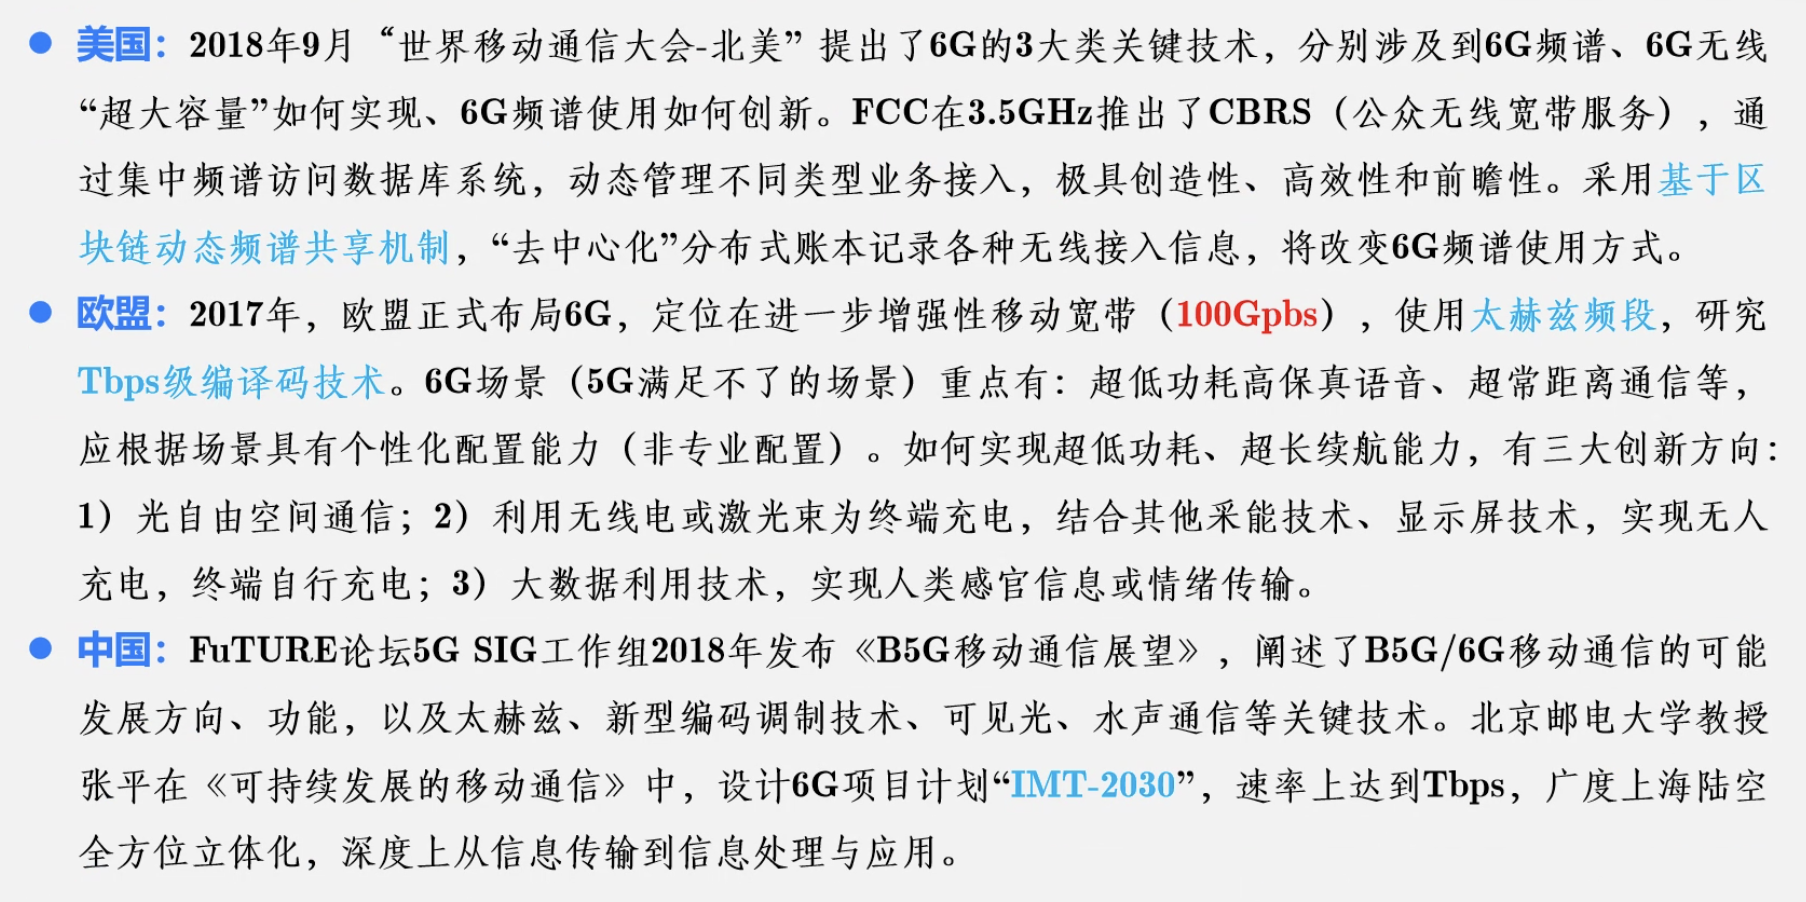 美国：2018年9月“世界移动通信大会-北美”提出了6G的3大类关键技术，分别涉及到6G频谱、6G无线
“超大容量”如何实现、6G频谱使用如何创新。FCC在3.5GHz推出了CBRS（公众无线宽带服务），通
过集中频谱访问数据库系统，动态管理不同类型业务接入，极具创造性、高效性和前瞻性。采用基于区
块链动态频谱共享机制，“去中心化”分布式账本记录各种无线接入信息，将改变6G频谱使用方式。
欧盟：2017年，欧盟正式布局6G，定位在进一步增强性移动宽带（100Gpbs），使用太赫兹频段，研究
Tbps级编译码技术。6G场景（5G满足不了的场景）重点有：超低功耗高保真语音、超常距离通信等，
应根据场景具有个性化配置能力（非专业配置）。如何实现超低功耗、超长续航能力，有三大创新方向：
1）光自由空间通信；2）利用无线电或激光束为终端充电，结合其他采能技术、显示屏技术，实现无人
充电，终端自行充电；3）大数据利用技术，实现人类感官信息或情绪传输。
中国：FuTURE论坛5G SIG工作组2018年发布《B5G移动通信展望》，阐述了B5G/6G移动通信的可能
发展方向、功能，以及太赫兹、新型编码调制技术、可见光、水声通信等关键技术。北京邮电大学教授
张平在《可持续发展的移动通信》中，设计6G项目计划“IMT-2030”，速率上达到Tbps，广度上海陆空
全方位立体化，深度上从信息传输到信息处理与应用。